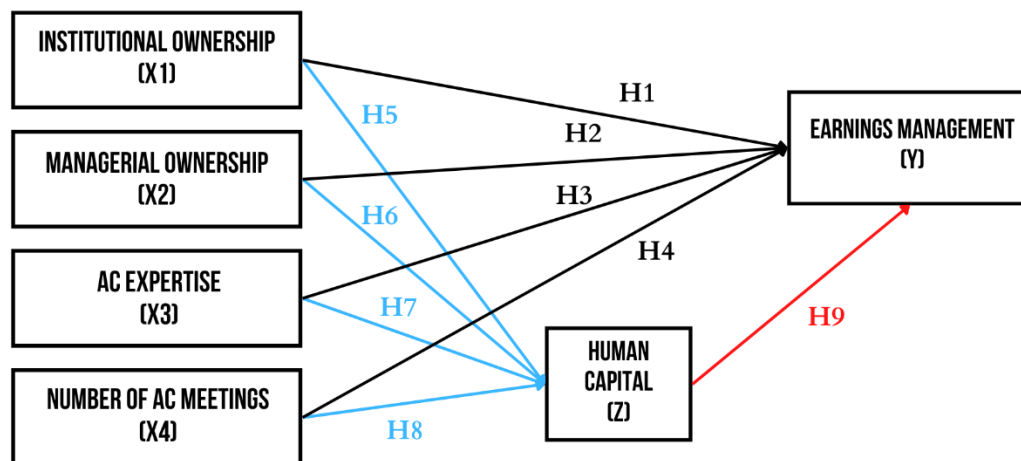 INSTITUTIONAL OWNERSHIP
(X1)
H1
H5
EARNINGS MANAGEMENT
(Y)
MANAGERIAL OWNERSHIP
(X2)
H2
H6
H3
H4
AC EXPERTISE
(X3)
H7
H9
HUMAN
CAPITAL
(Z)
NUMBER OF AC MEETINGS
(X4)
H8